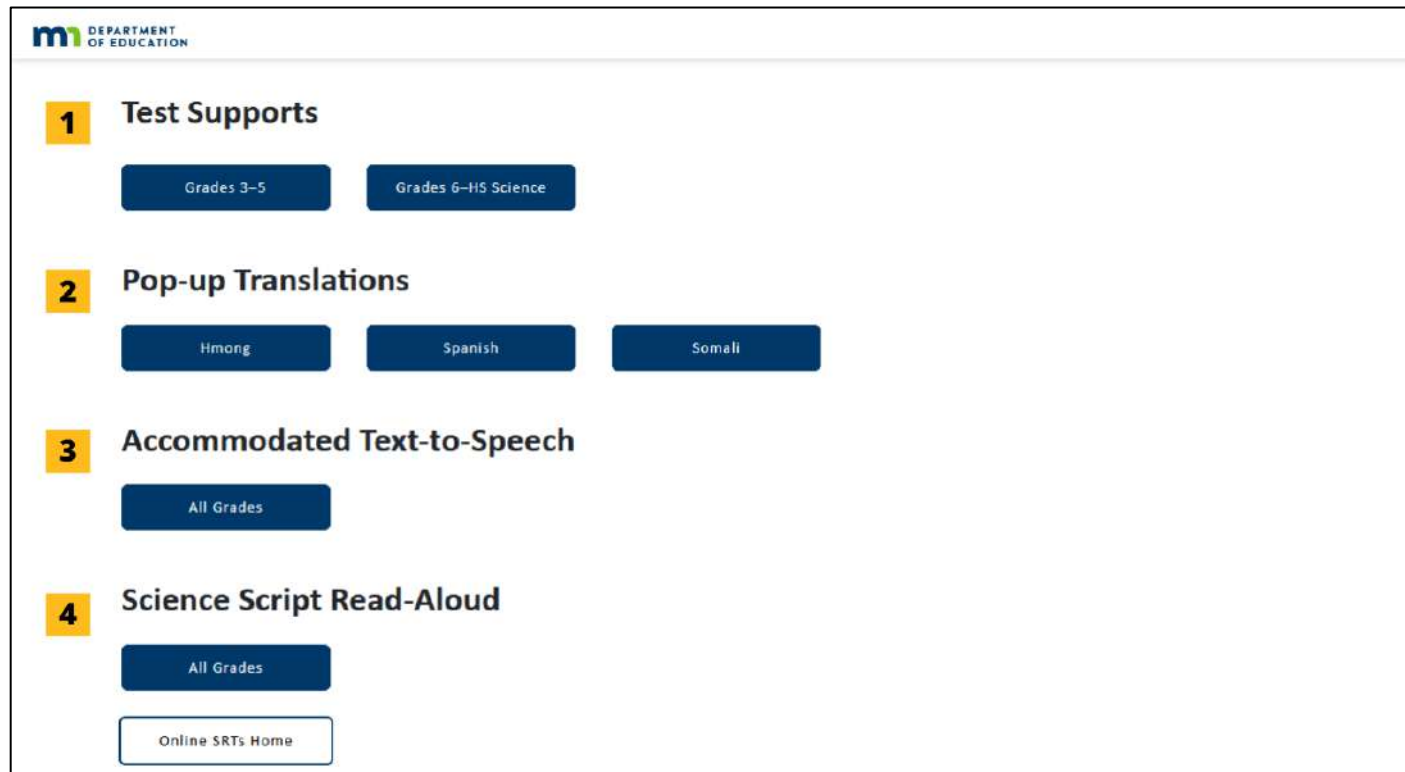 mn DEPARTMENT
OF EDUCATION
1 Test Supports
Grades 3–5 Grades 6–HS Science
2 Pop-up Translations
Hmong Spanish Somali
3 Accommodated Text-to-Speech
All Grades
4 Science Script Read-Aloud
All Grades
Online SRTs Home